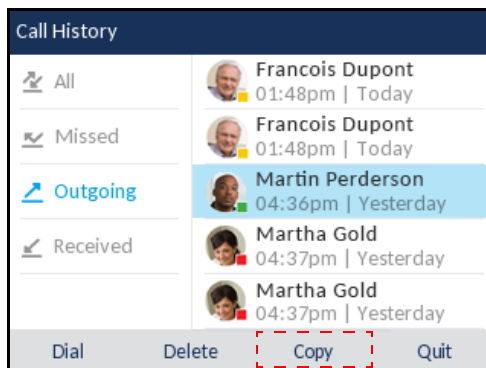 Call History
All
Missed
Outgoing
Received
Francois Dupont
01:48pm | Today
Francois Dupont
01:48pm | Today
Martin Perderson
04:36pm | Yesterday
Martha Gold
04:37pm | Yesterday
Martha Gold
04:37pm | Yesterday
Dial Delete Copy Quit